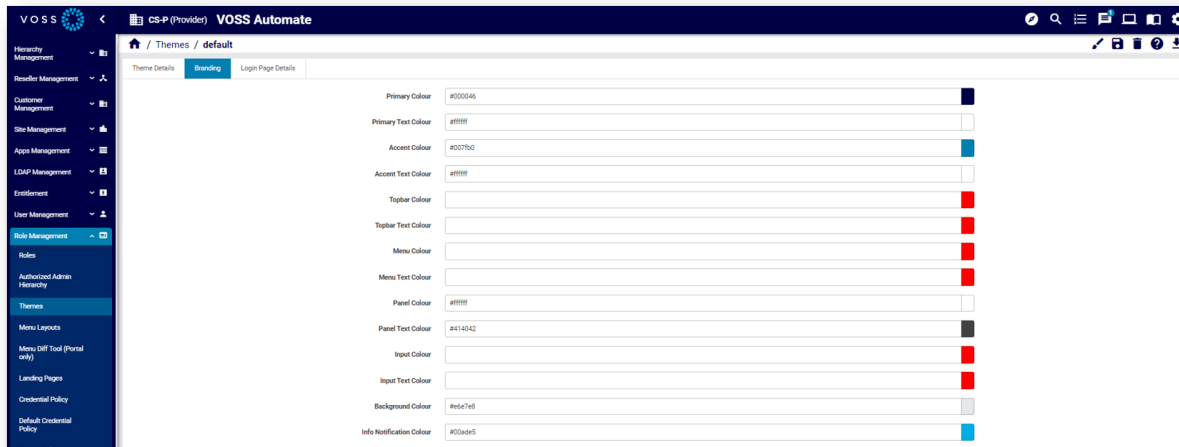 VOSS
CS-P (Provider) VOSS Automate
1
/ Themes / default
Hierarchy
Management
Reseller Management
Customer
Management
Site Management
Apps Management
LDAP Management
Entitlement
User Management
Role Management
Roles
Authorized Admin
Hierarchy
Themes
Menu Layouts
Menu Diff Tool (Portal
only)
Landing Pages
Credential Policy
Default Credential
Policy
Theme Details Branding Login Page Details
Primary Colour #000046
Primary Text Colour #ffffff
Accent Colour #007fb0
Accent Text Colour #ffffff
Topbar Colour
Topbar Text Colour
Menu Colour
Menu Text Colour
Panel Colour #ffffff
Panel Text Colour #414042
Input Colour
Input Text Colour
Background Colour #e6e7e8
Info Notification Colour #00ade5